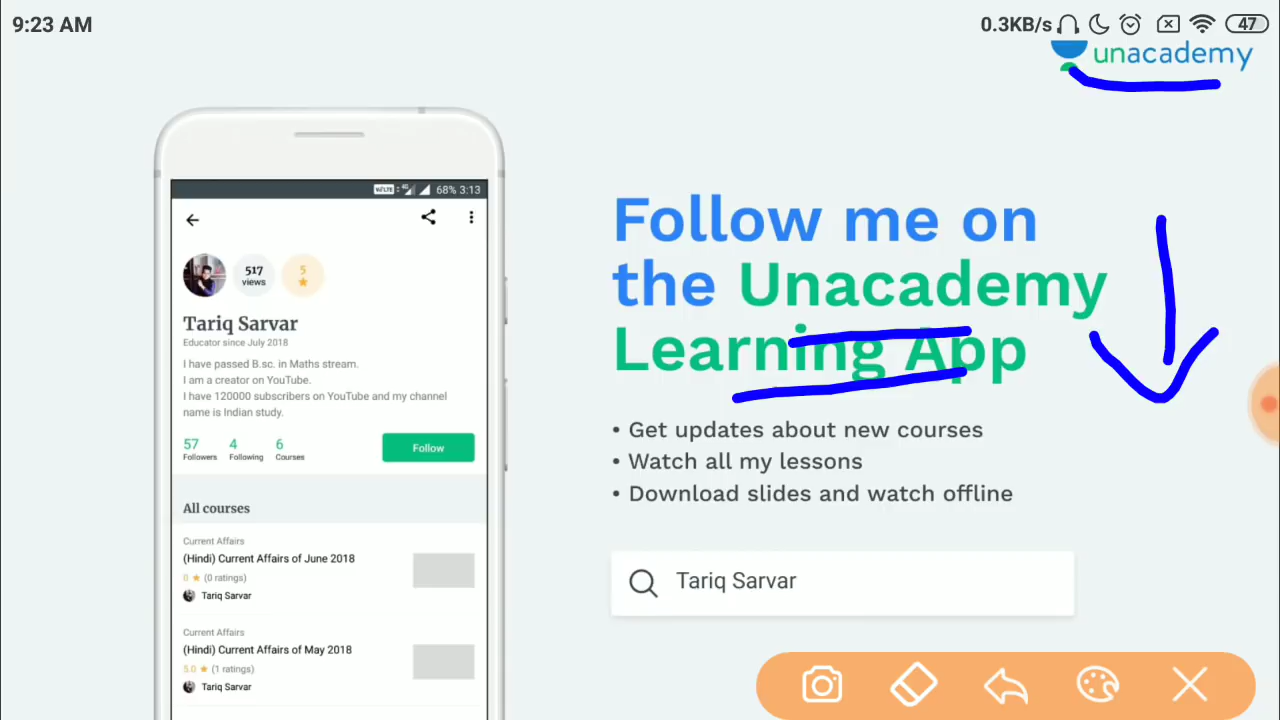 9:23 AM
0.3KB/s
47
unacademy
68% 3:13
517
views
5
Tariq Sarvar
Educator since July 2018
I have passed B.sc. in Maths stream.
I am a creator on YouTube.
I have 120000 subscribers on YouTube and my channel
name is Indian study.
57
Followers
4
Following
6
Courses
Follow
All courses
Current Affairs
(Hindi) Current Affairs of June 2018
0 ★ (0 ratings)
Tariq Sarvar
Current Affairs
(Hindi) Current Affairs of May 2018
5.0 ★ (1 ratings)
Tariq Sarvar
Follow me on
the Unacademy
Learning App
• Get updates about new courses
• Watch all my lessons
• Download slides and watch offline
Tariq Sarvar